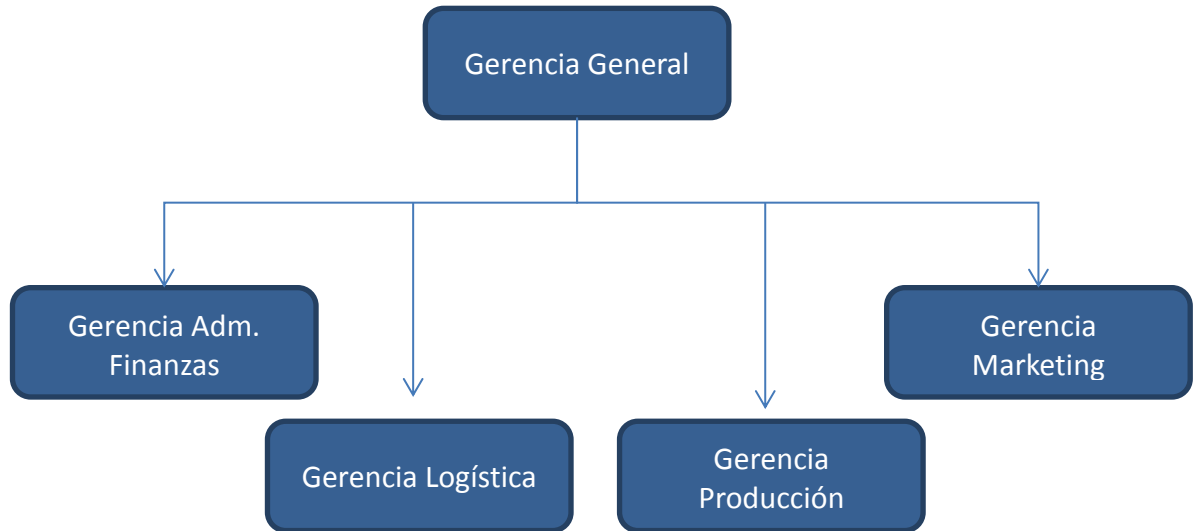 Gerencia General
Gerencia Adm.
Finanzas
Gerencia
Marketing
Gerencia Logística
Gerencia
Producción